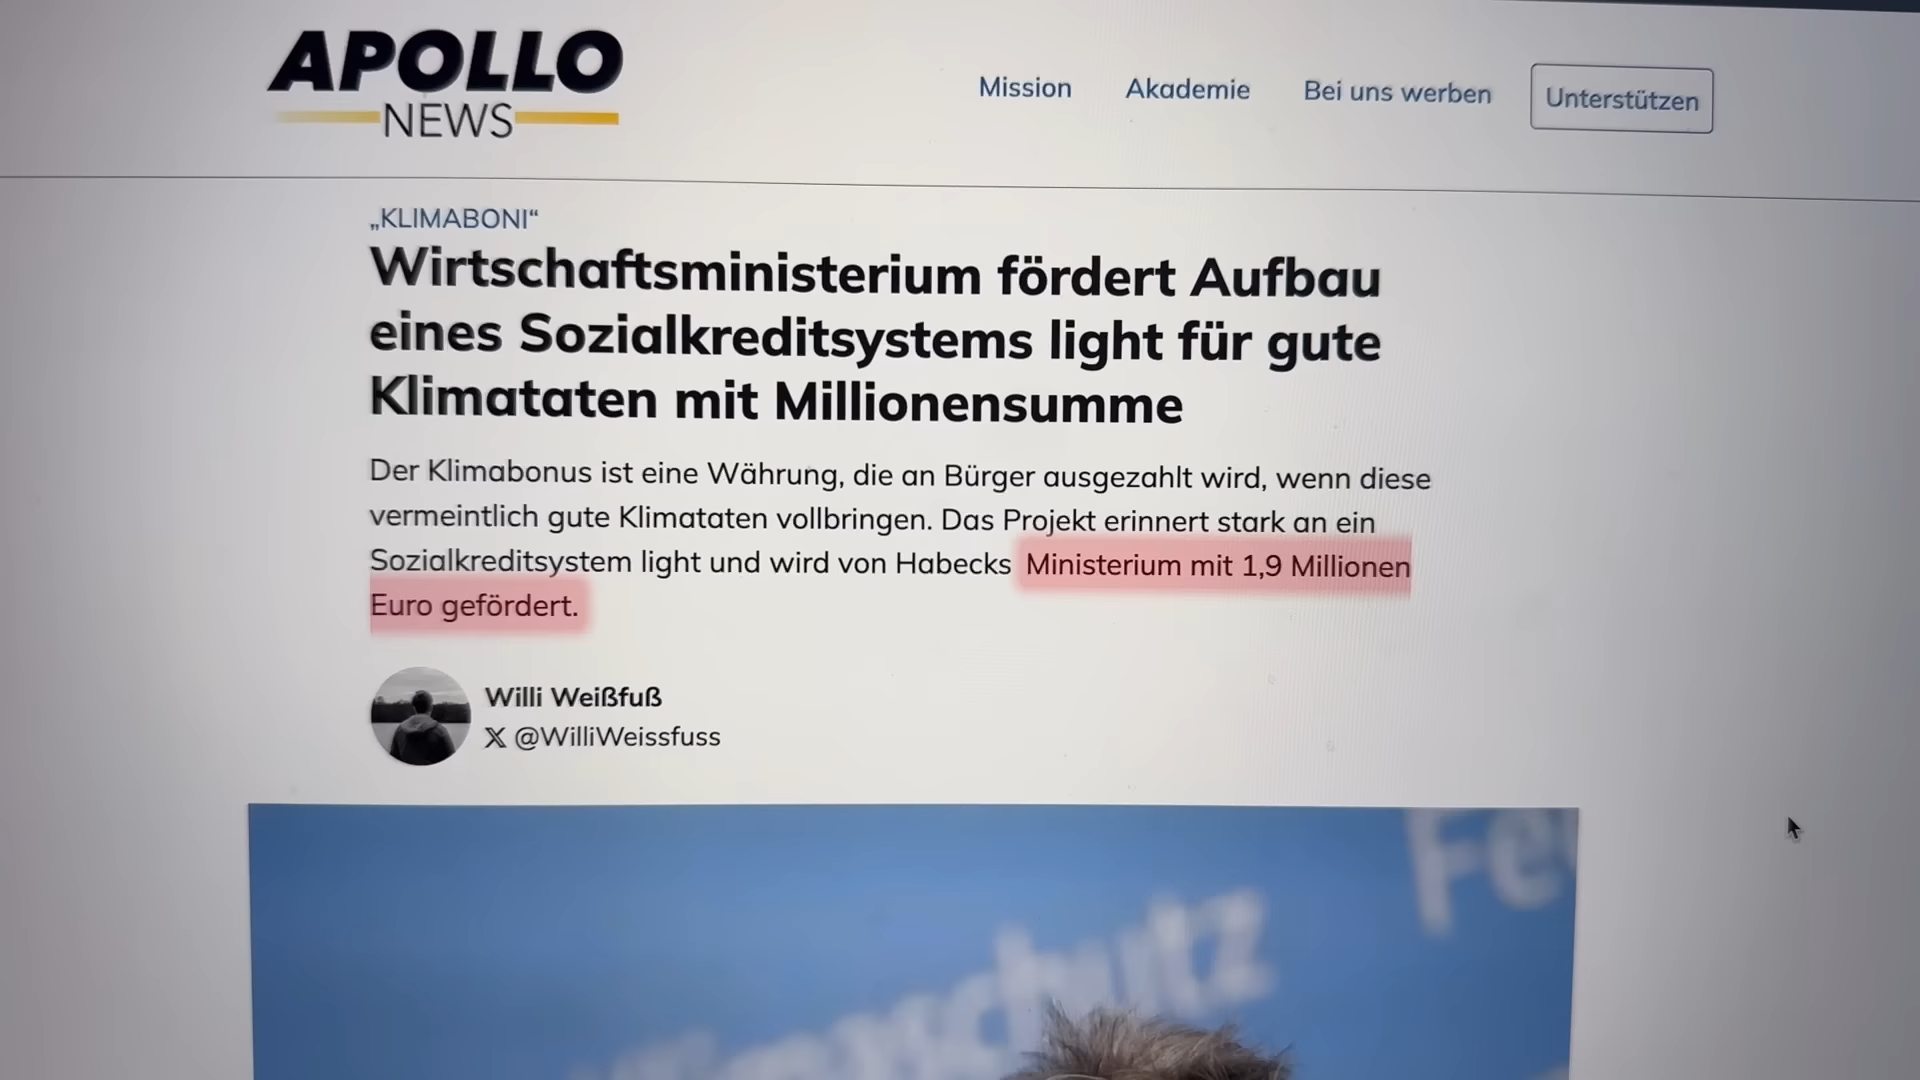 APOLLO
NEWS
Mission
Akademie
Bei uns werben
Unterstützen
„KLIMABONI“
Wirtschaftsministerium fördert Aufbau
eines Sozialkreditsystems light für gute
Klimataten mit Millionensumme
Der Klimabonus ist eine Währung, die an Bürger ausgezahlt wird, wenn diese
vermeintlich gute Klimataten vollbringen. Das Projekt erinnert stark an ein
Sozialkreditsystem light und wird von Habecks Ministerium mit 1,9 Millionen
Euro gefördert.
Willi Weißfuß
X @WilliWeissfuss